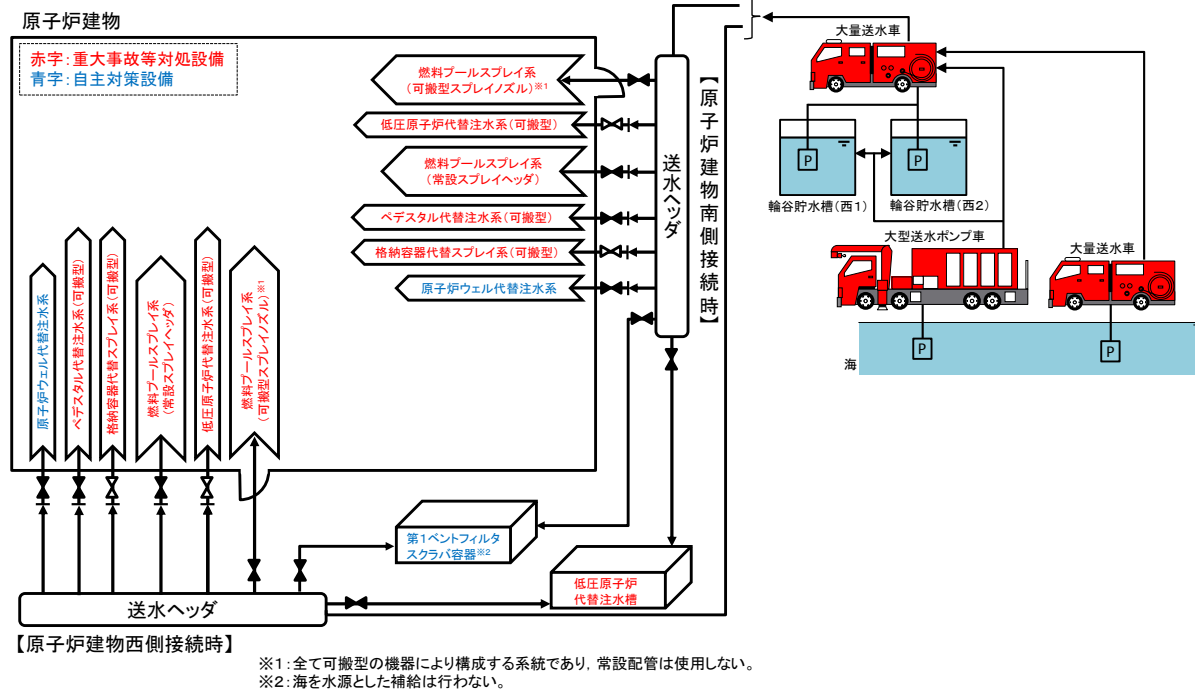 原子炉建物
赤字：重大事故等対処設備
青字：自主対策設備
燃料プールスプレイ系
（可搬型スプレイノズル）※1
低圧原子炉代替注水系（可搬型）
燃料プールスプレイ系
（常設スプレイヘッダ）
ペデスタル代替注水系（可搬型）
格納容器代替スプレイ系（可搬型）
原子炉ウェル代替注水系
送水ヘッダ
【原子炉建物南側接続時】
大量送水車
P
P
輪谷貯水槽（西1）
輪谷貯水槽（西2）
大型送水ポンプ車
大量送水車
P
P
海
原子炉ウェル代替注水系
ペデスタル代替注水系（可搬型）
格納容器代替スプレイ系（可搬型）
燃料プールスプレイ系
（常設スプレイヘッダ）
低圧原子炉代替注水系（可搬型）
燃料プールスプレイ系
（可搬型スプレイノズル）※1
第1ベントフィルタ
スクラバ容器※2
低圧原子炉
代替注水槽
送水ヘッダ
【原子炉建物西側接続時】
※1：全て可搬型の機器により構成する系統であり，常設配管は使用しない。
※2：海を水源とした補給は行わない。